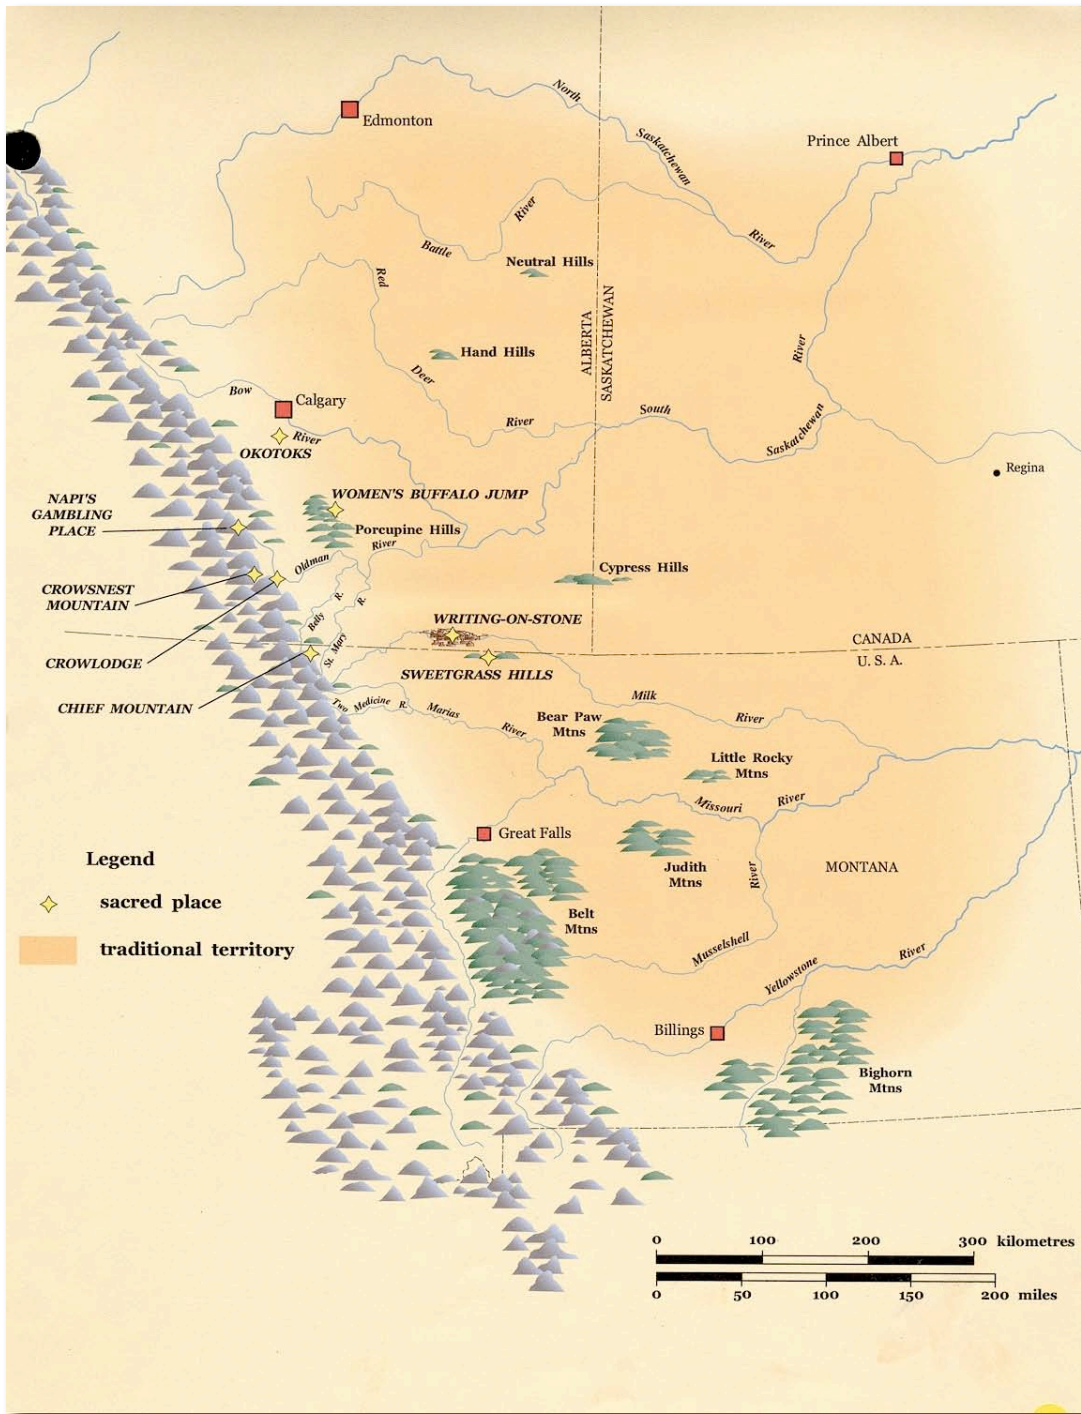 North
Edmonton
Saskatchewan
Prince Albert
River
River
Battle
Neutral Hills
Red
ALBERTA
SASKATCHEWAN
River
Hand Hills
Deer
Bow
Calgary
South
River
River
Saskatchewan
OKOTOKS
Regina
NAPI'S
GAMBLING
PLACE
WOMEN'S BUFFALO JUMP
Porcupine Hills
River
Oldman
Cypress Hills
CROWSNEST
MOUNTAIN
R.
R.
Belly
WRITING-ON-STONE
St. Mary
CANADA
U. S. A.
CROWLODGE
SWEETGRASS HILLS
CHIEF MOUNTAIN
Milk
Two Medicine R.
Marias
River
River
Bear Paw
Mtns
Little Rocky
Mtns
Missouri
River
Great Falls
Legend
Judith
Mtns
River
MONTANA
sacred place
Belt
Mtns
traditional territory
Musselshell
Yellowstone
River
Billings
Bighorn
Mtns
0 100 200 300 kilometres
0 50 100 150 200 miles